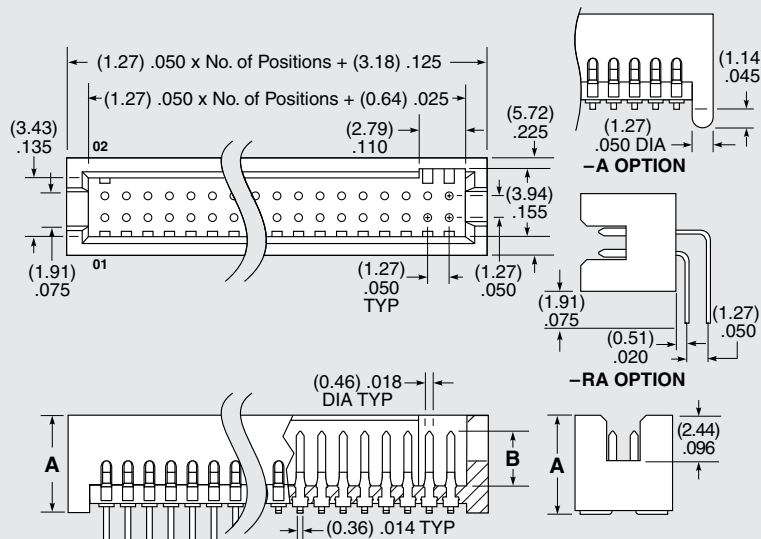 (1.27) .050 x No. of Positions + (3.18) .125
(1.27) .050 x No. of Positions + (0.64) .025
(3.43)
.135
02
(2.79)
.110
(5.72)
.225
(3.94)
.155
(1.91)
.075
01
(1.27)
.050
TYP
(1.27)
.050
(1.14)
.045
(1.27)
.050 DIA
–A OPTION
(1.91)
.075
(0.51)
.020
(1.27)
.050
–RA OPTION
(0.46) .018
DIA TYP
A
B
(0.36) .014 TYP
A
(2.44)
.096